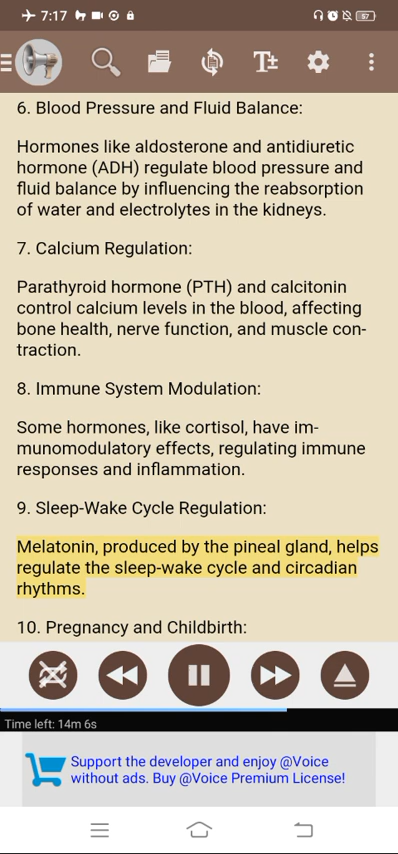 7:17
57
T±
6. Blood Pressure and Fluid Balance:
Hormones like aldosterone and antidiuretic
hormone (ADH) regulate blood pressure and
fluid balance by influencing the reabsorption
of water and electrolytes in the kidneys.
7. Calcium Regulation:
Parathyroid hormone (PTH) and calcitonin
control calcium levels in the blood, affecting
bone health, nerve function, and muscle con-
traction.
8. Immune System Modulation:
Some hormones, like cortisol, have im-
munomodulatory effects, regulating immune
responses and inflammation.
9. Sleep-Wake Cycle Regulation:
Melatonin, produced by the pineal gland, helps
regulate the sleep-wake cycle and circadian
rhythms.
10. Pregnancy and Childbirth:
Time left: 14m 6s
Support the developer and enjoy @Voice
without ads. Buy @Voice Premium License!